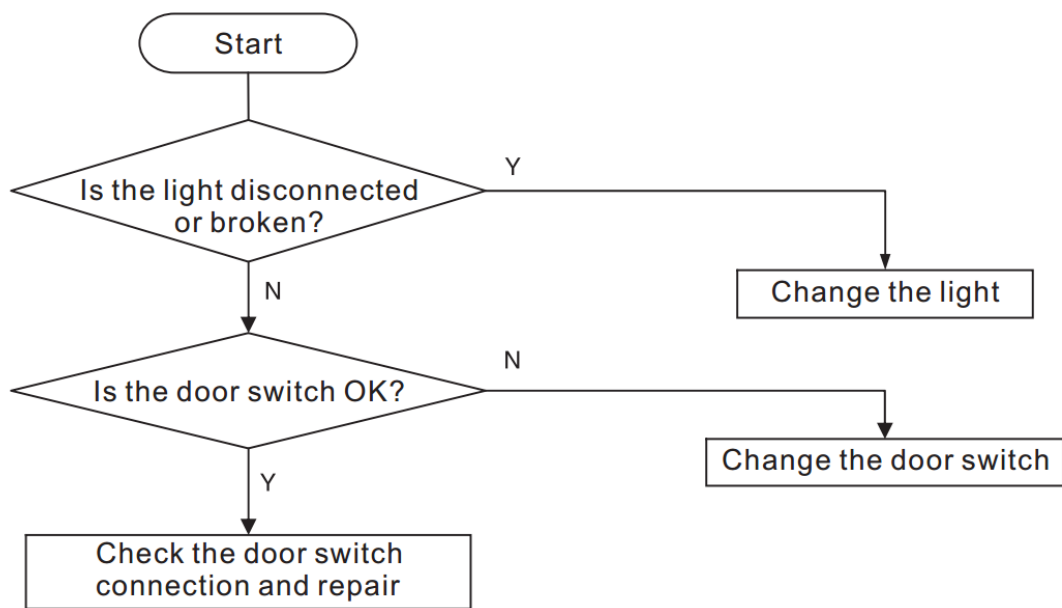 Start
Is the light disconnected
or broken?
Y
Change the light
N
Is the door switch OK?
N
Change the door switch
Y
Check the door switch
connection and repair